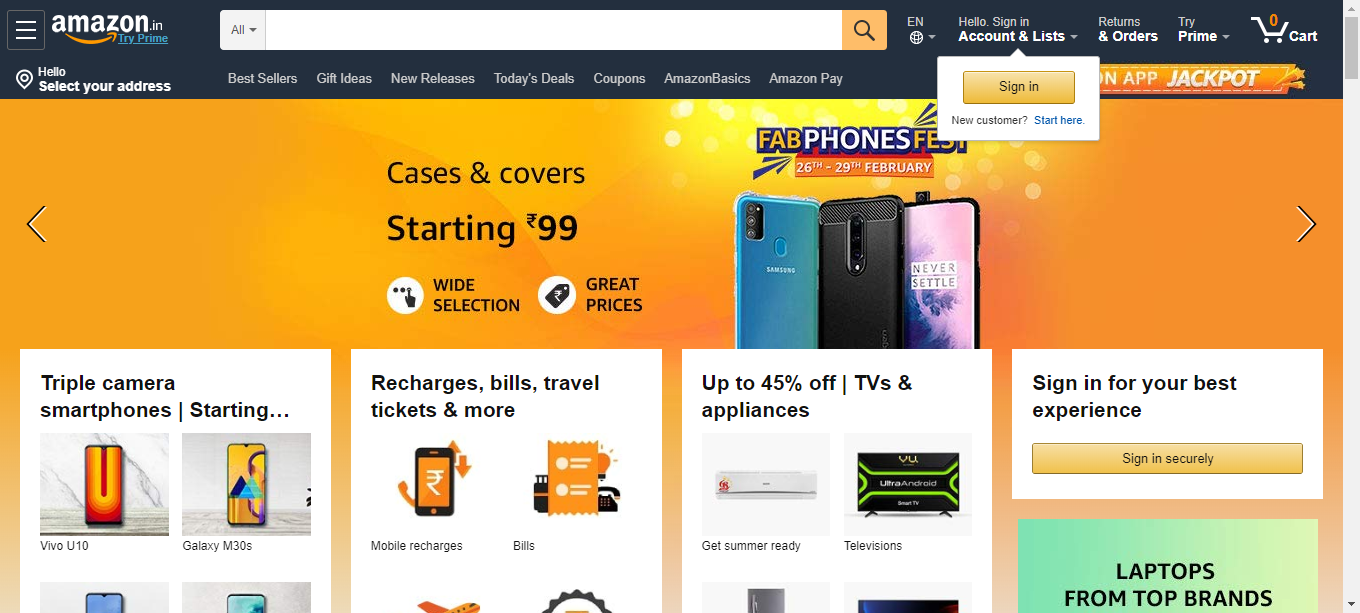 amazon.in
Try Prime
All
EN
Hello. Sign in
Account & Lists
Returns
& Orders
Try
Prime
0
Cart
Hello
Select your address
Best Sellers
Gift Ideas
New Releases
Today's Deals
Coupons
AmazonBasics
Amazon Pay
Sign in
New customer? Start here.
ON APP JACKPOT
FABPHONESFEST
26TH - 29TH FEBRUARY
Cases & covers
Starting ₹99
WIDE
SELECTION
GREAT
PRICES
SAMSUNG
NEVER
SETTLE
Triple camera
smartphones | Starting…
Vivo U10
Galaxy M30s
Recharges, bills, travel
tickets & more
Mobile recharges
Bills
Up to 45% off | TVs &
appliances
VU
UltraAndroid
Smart TV
Get summer ready
Televisions
Sign in for your best
experience
Sign in securely
LAPTOPS
FROM TOP BRANDS